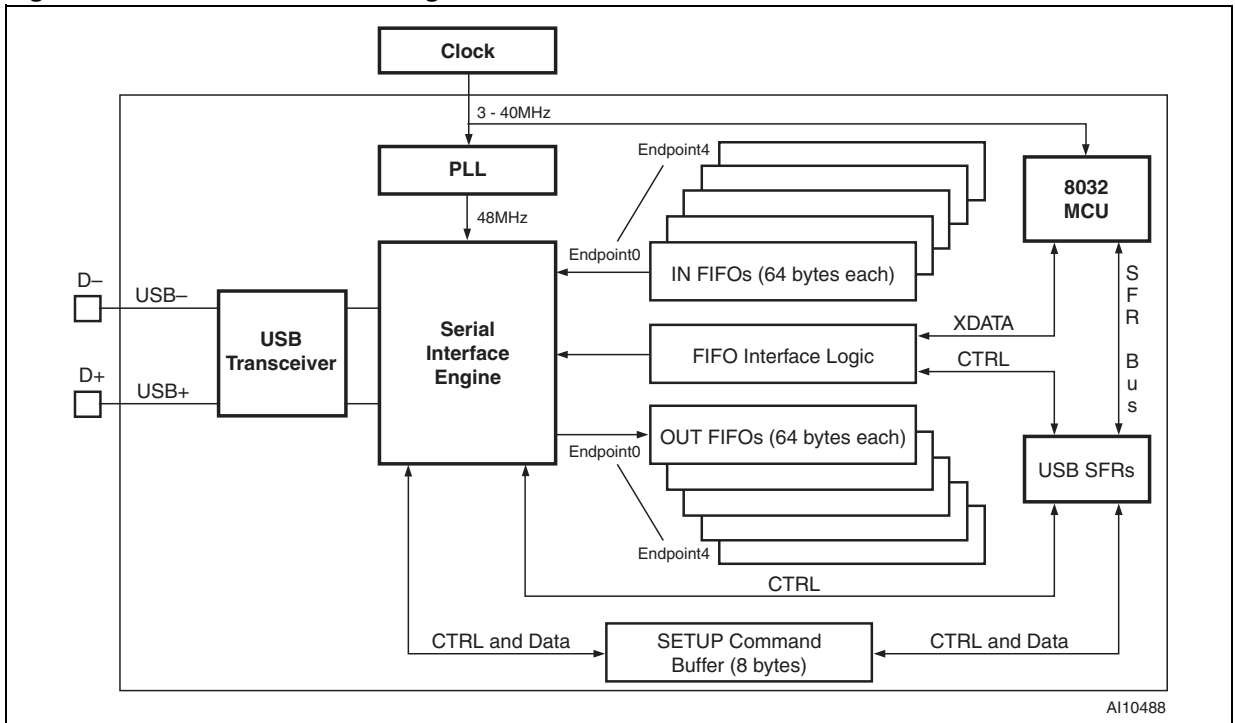 Clock
3 - 40MHz
PLL
48MHz
Endpoint4
Endpoint0
IN FIFOs (64 bytes each)
8032
MCU
D–
USB–
USB
Transceiver
D+
USB+
Serial
Interface
Engine
FIFO Interface Logic
XDATA
CTRL
SFR Bus
OUT FIFOs (64 bytes each)
Endpoint0
Endpoint4
USB SFRs
CTRL
CTRL and Data
SETUP Command
Buffer (8 bytes)
CTRL and Data
AI10488